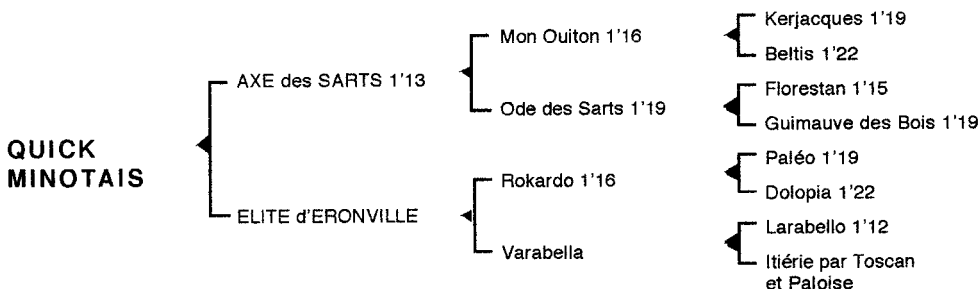 Kerjacques 1'19
Mon Ouiton 1'16
Beltis 1'22
AXE des SARTS 1'13
Florestan 1'15
Ode des Sarts 1'19
Guimauve des Bois 1'19
QUICK
MINOTAIS
Paléo 1'19
Rokardo 1'16
Dolopia 1'22
ELITE d'ERONVILLE
Larabello 1'12
Varabella
Itiérie par Toscan
et Paloise